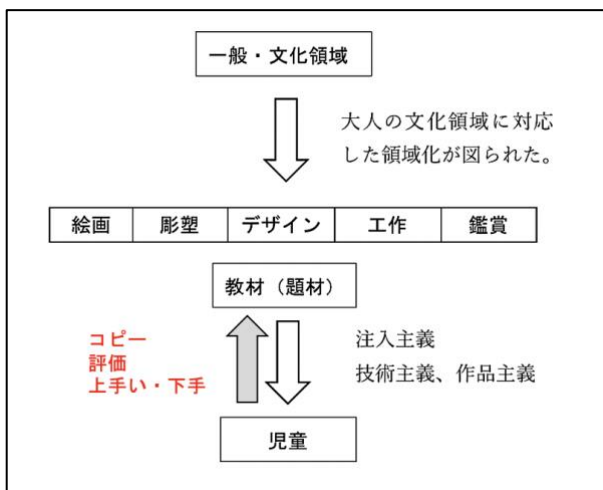 一般・文化領域
大人の文化領域に対応
した領域化が図られた。
絵画 彫塑 デザイン 工作 鑑賞
教材（題材）
コピー
評価
上手い・下手
注入主義
技術主義、作品主義
児童